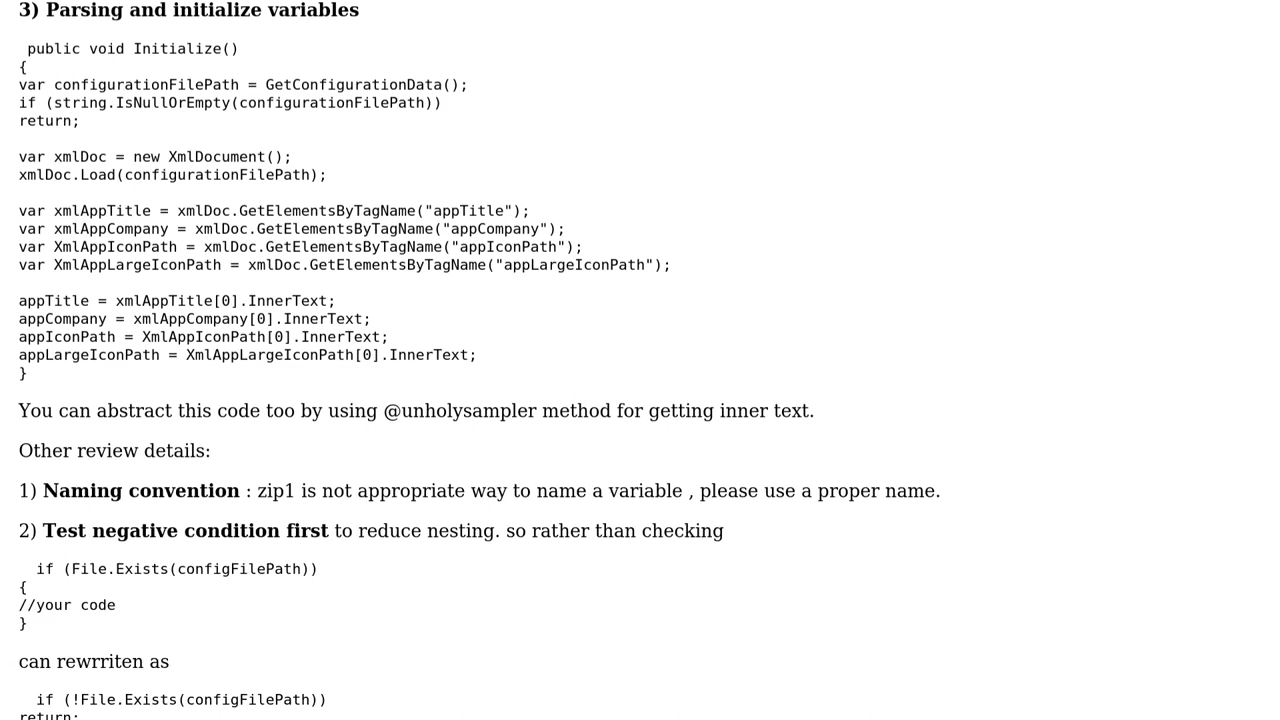 3) Parsing and initialize variables
public void Initialize()
{
var configurationFilePath = GetConfigurationData();
if (string.IsNullOrEmpty(configurationFilePath))
return;
var xmlDoc = new XmlDocument();
xmlDoc.Load(configurationFilePath);
var xmlAppTitle = xmlDoc.GetElementsByTagName("appTitle");
var xmlAppCompany = xmlDoc.GetElementsByTagName("appCompany");
var XmlAppIconPath = xmlDoc.GetElementsByTagName("appIconPath");
var XmlAppLargeIconPath = xmlDoc.GetElementsByTagName("appLargeIconPath");
appTitle = xmlAppTitle[0].InnerText;
appCompany = xmlAppCompany[0].InnerText;
appIconPath = XmlAppIconPath[0].InnerText;
appLargeIconPath = XmlAppLargeIconPath[0].InnerText;
}
You can abstract this code too by using @unholysampler method for getting inner text.
Other review details:
1) Naming convention : zip1 is not appropriate way to name a variable , please use a proper name.
2) Test negative condition first to reduce nesting. so rather than checking
if (File.Exists(configFilePath))
{
//your code
}
can rewrriten as
if (!File.Exists(configFilePath))
return;